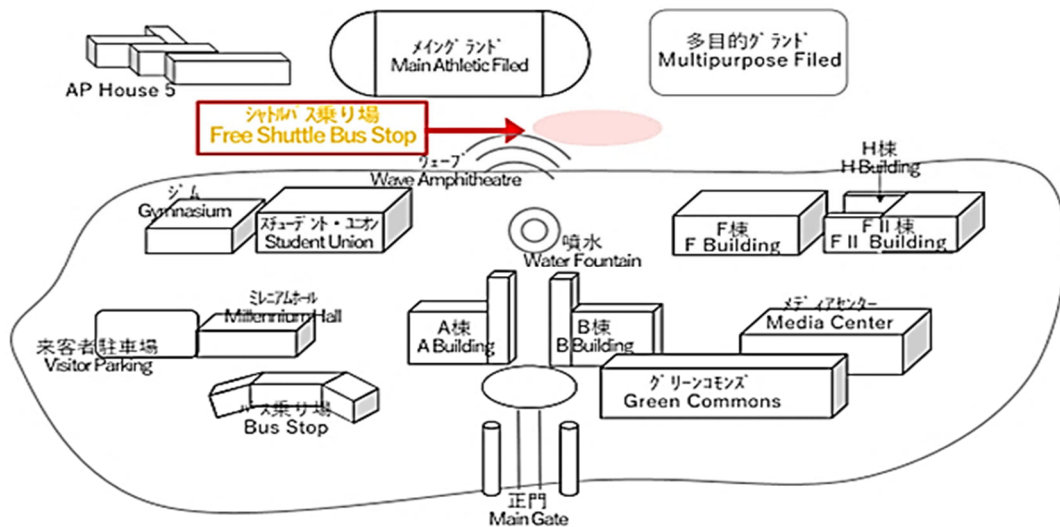 AP House 5
メイングランド
Main Athletic Filed
多目的グランド
Multipurpose Filed
シャトルバス乗り場
Free Shuttle Bus Stop
ウェーブ
Wave Amphitheatre
H棟
H Building
ジム
Gymnasium
スチューデント・ユニオン
Student Union
噴水
Water Fountain
F棟
F Building
FⅡ棟
FⅡ Building
ミレニアムホール
Millennium Hall
来客者駐車場
Visitor Parking
A棟
A Building
B棟
B Building
メディアセンター
Media Center
グリーンコモンズ
Green Commons
バス乗り場
Bus Stop
正門
Main Gate